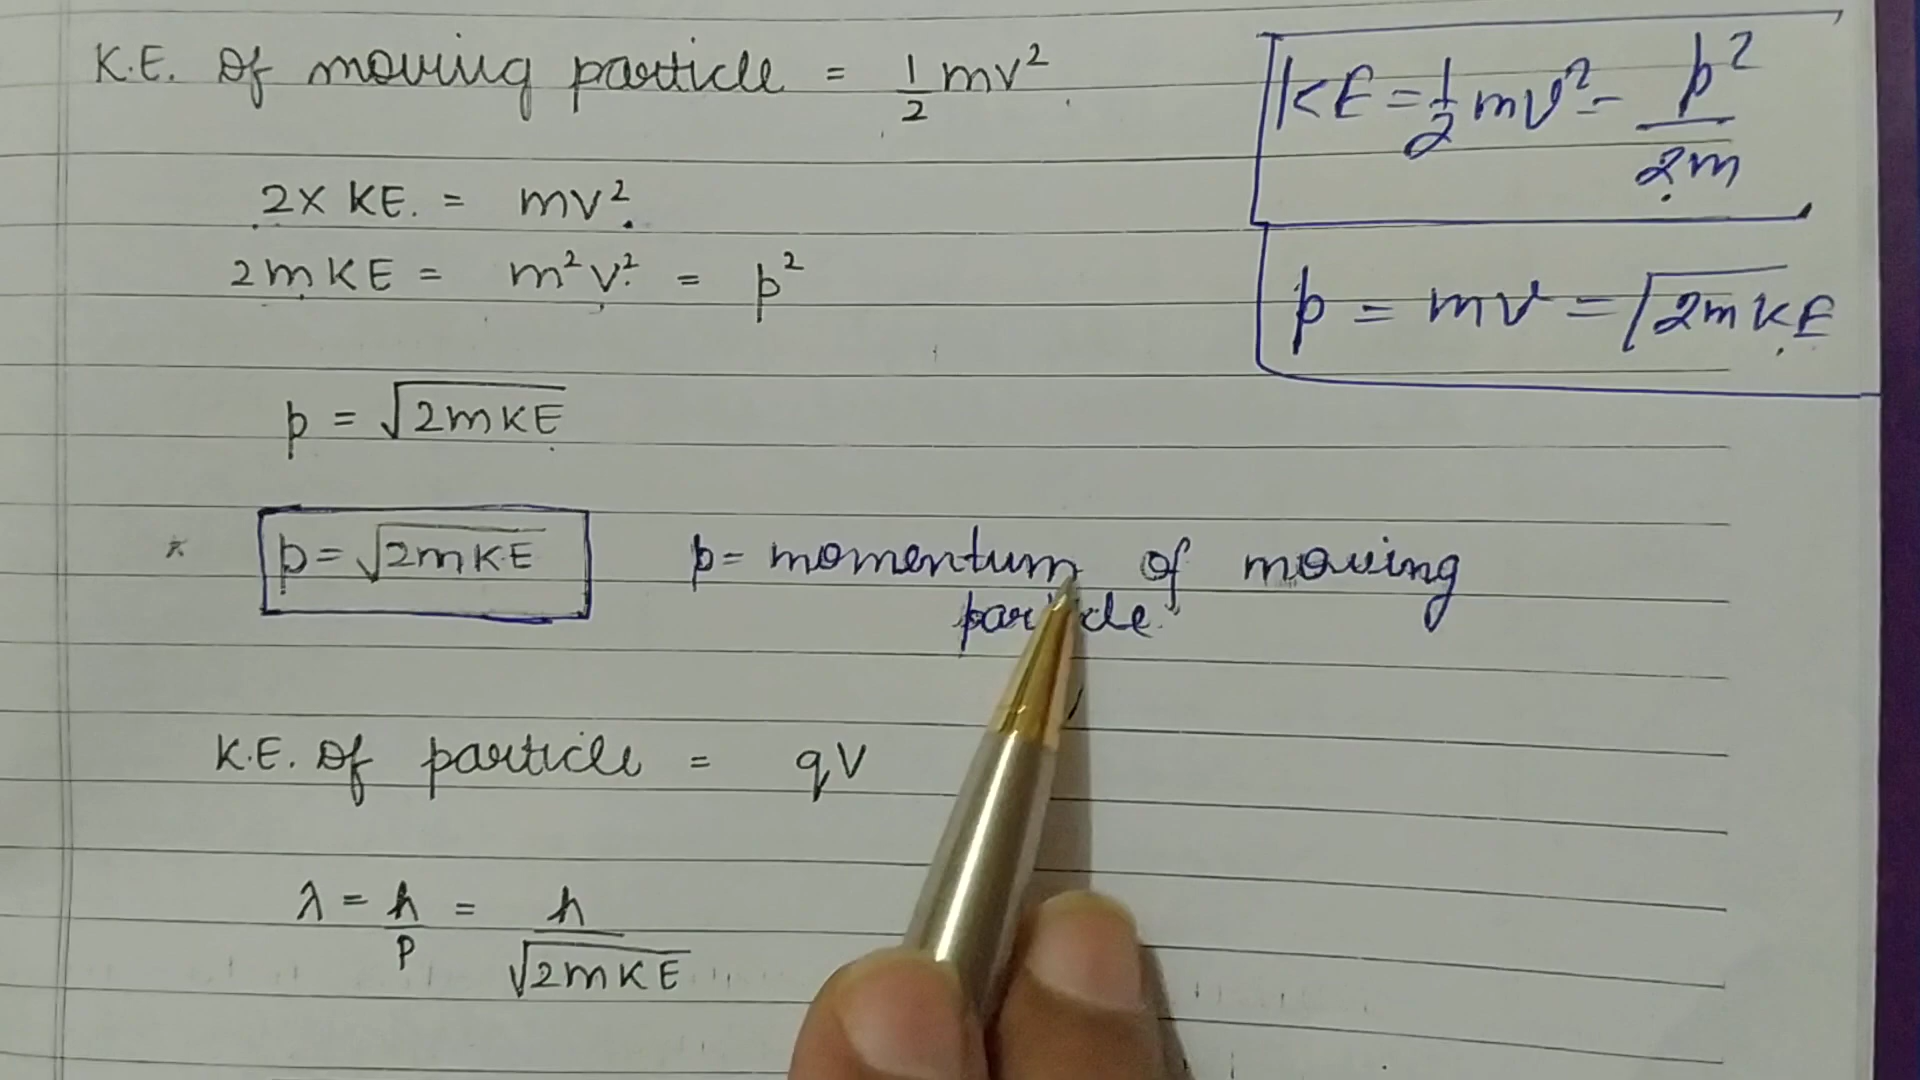 K.E. Of moving particle = 1/2 mv²
2x KE. = mv²
2mKE = m²v² = p²
p = √2mKE
* p = √2mKE p = momentum of moving
particle.
K.E. Of particle = qV
λ = h/p = h/√2mKE
KE = 1/2 mv² = p²/2m
p = mv = √2mKE